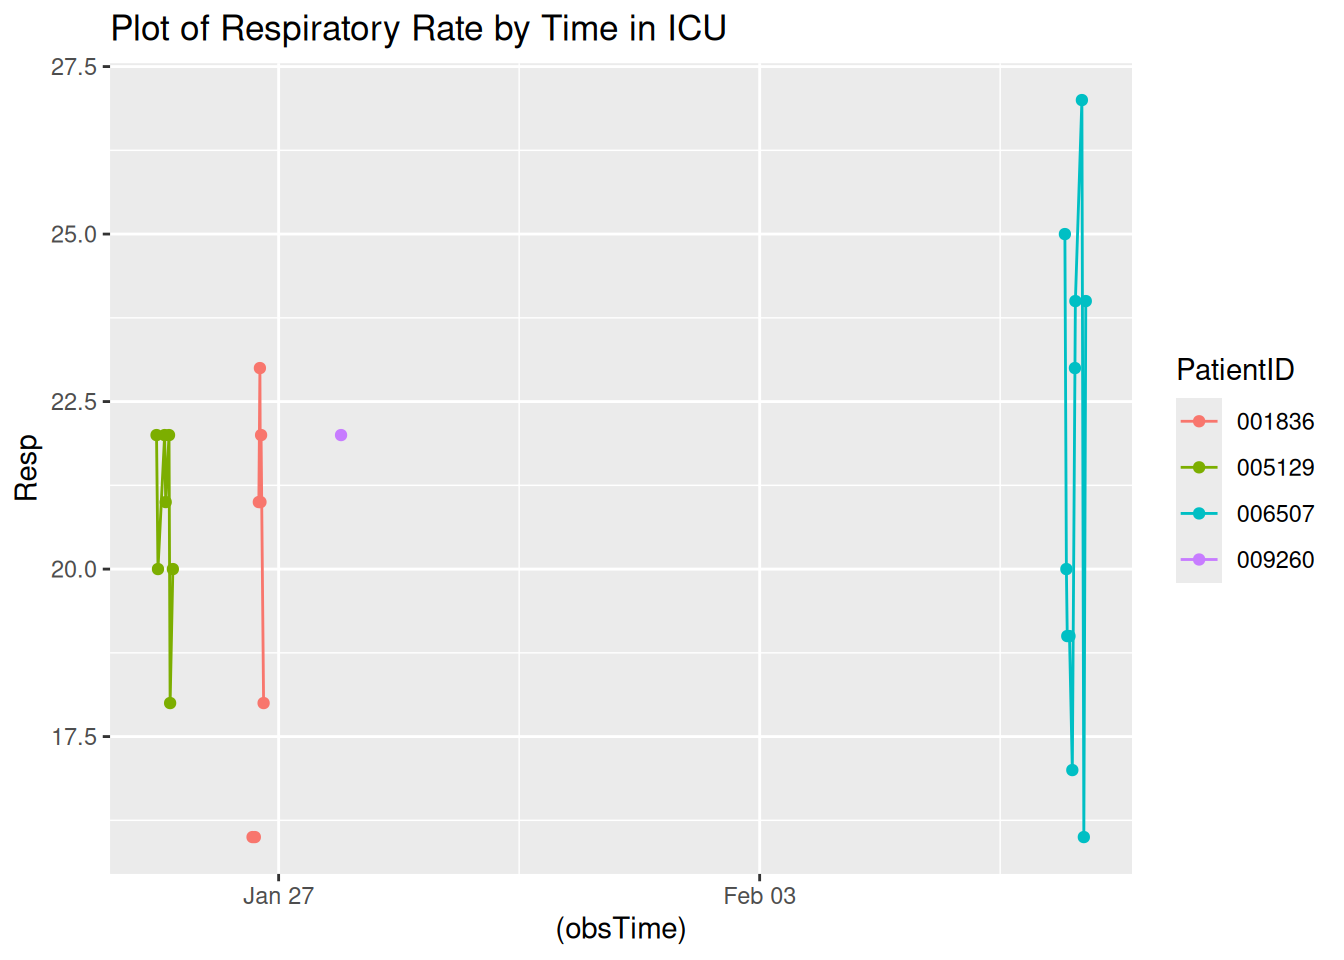 Plot of Respiratory Rate by Time in ICU
27.5
25.0
22.5
20.0
17.5
Resp
Jan 27
Feb 03
(obsTime)
PatientID
001836
005129
006507
009260